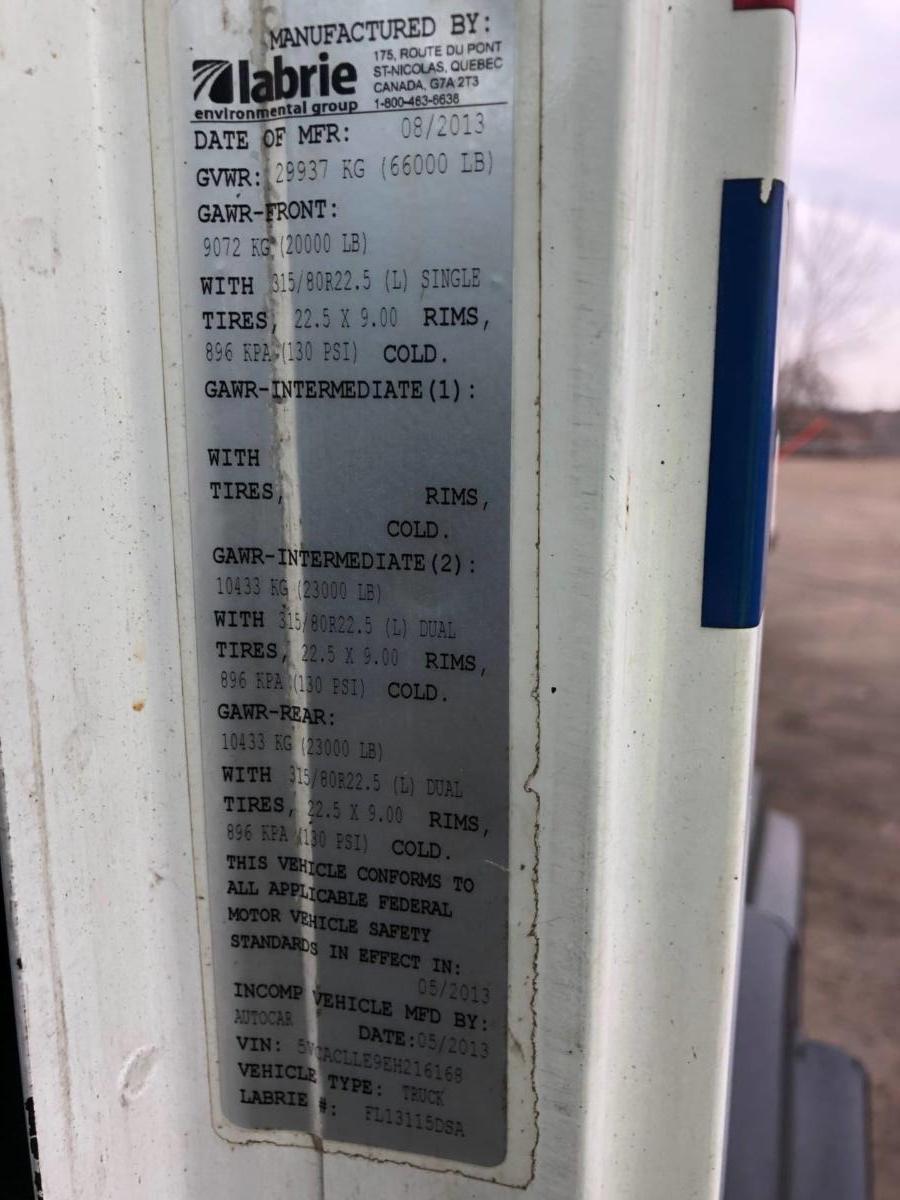 MANUFACTURED BY:
labrie
environmental group
175, ROUTE DU PONT
ST-NICOLAS, QUEBEC
CANADA, G7A 2T3
1-800-463-6638
DATE OF MFR: 08/2013
GVWR: 29937 KG (66000 LB)
GAWR-FRONT:
9072 KG (20000 LB)
WITH 315/80R22.5 (L) SINGLE
TIRES, 22.5 X 9.00 RIMS,
896 KPA (130 PSI) COLD.
GAWR-INTERMEDIATE(1):
WITH
TIRES, RIMS,
COLD.
GAWR-INTERMEDIATE(2):
10433 KG (23000 LB)
WITH 315/80R22.5 (L) DUAL
TIRES, 22.5 X 9.00 RIMS,
896 KPA (130 PSI) COLD.
GAWR-REAR:
10433 KG (23000 LB)
WITH 315/80R22.5 (L) DUAL
TIRES, 22.5 X 9.00 RIMS,
896 KPA (130 PSI) COLD.
THIS VEHICLE CONFORMS TO
ALL APPLICABLE FEDERAL
MOTOR VEHICLE SAFETY
STANDARDS IN EFFECT IN:
05/2013
INCOMP VEHICLE MFD BY:
AUTOCAR DATE:05/2013
VIN: 5VCACLLE9EH216168
VEHICLE TYPE: TRUCK
LABRIE #: FL13115DSA